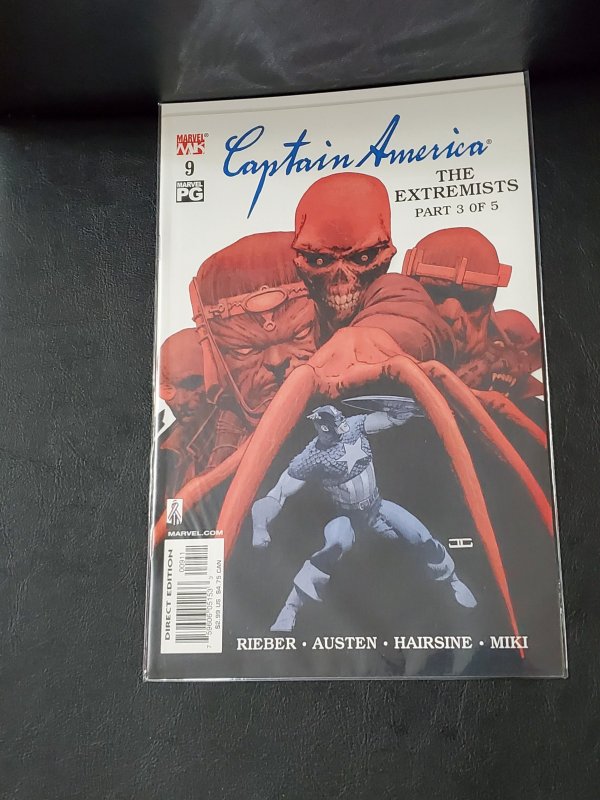 MARVEL®
MK
9
MARVEL
PG
Captain America®
THE
EXTREMISTS
PART 3 OF 5
MARVEL.COM
DIRECT EDITION
00911
$2.99 US $4.75 CAN
RIEBER · AUSTEN · HAIRSINE · MIKI